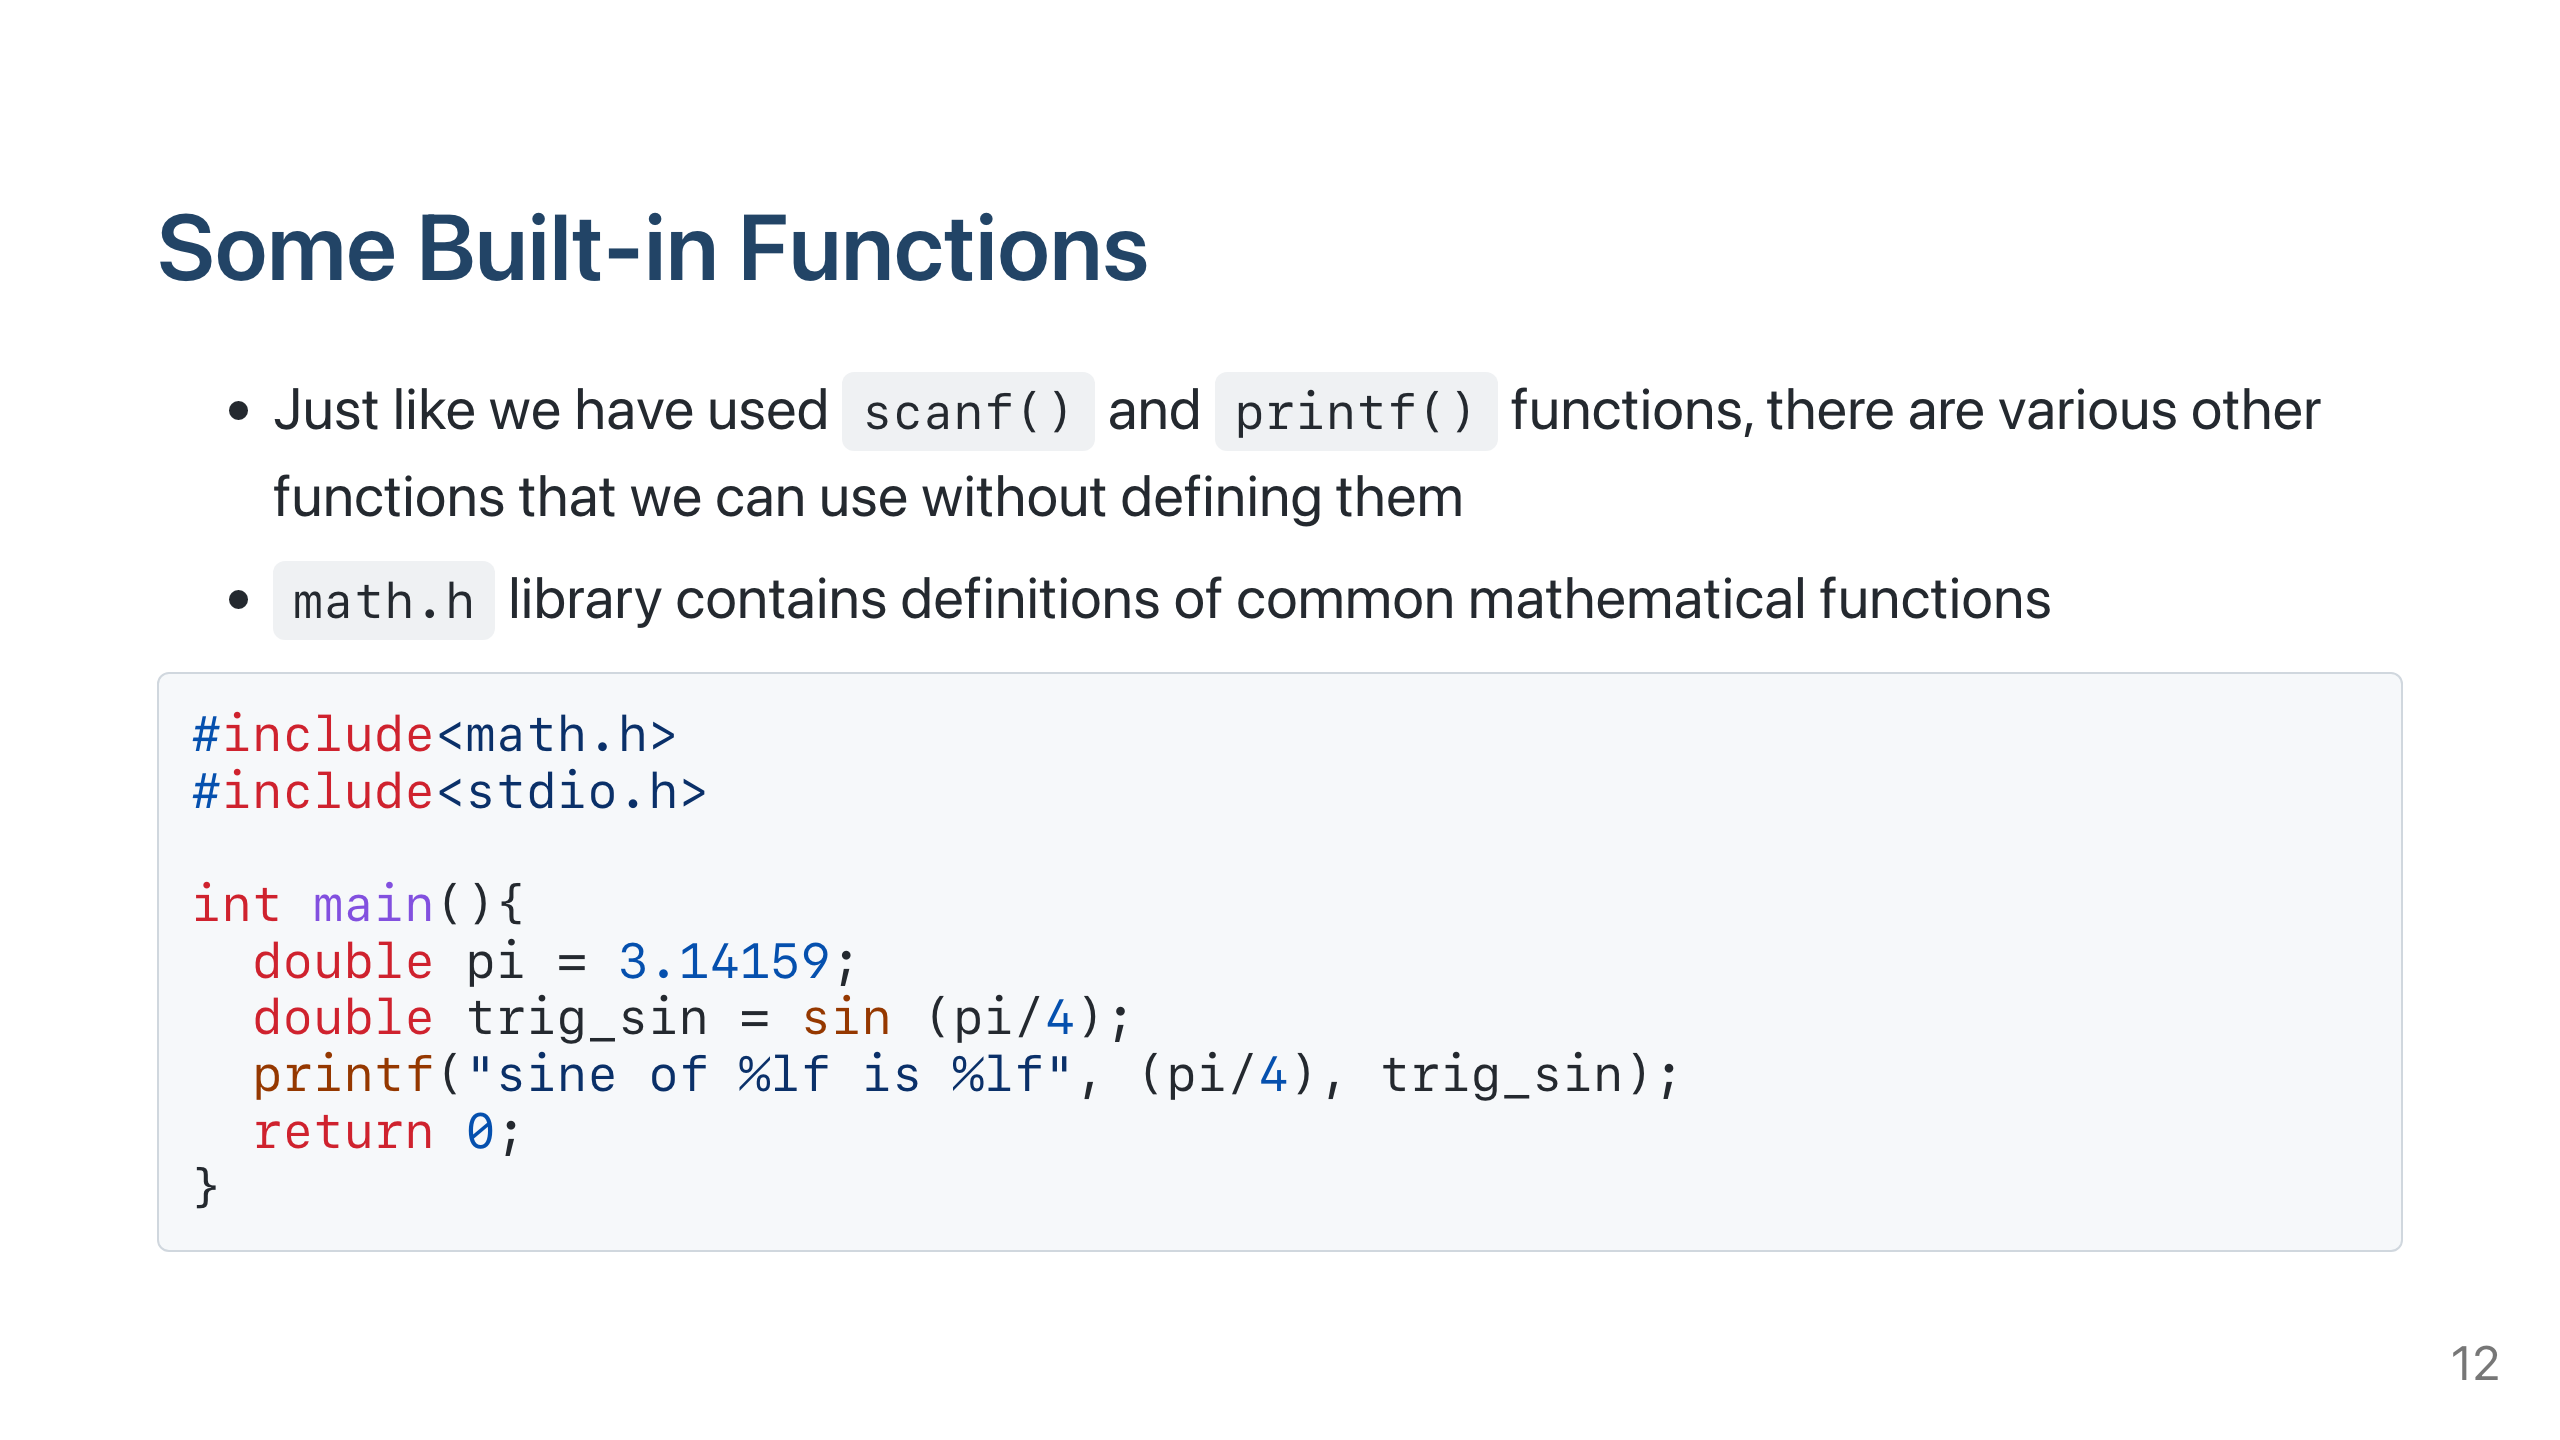 Some Built-in Functions
Just like we have used scanf() and printf() functions, there are various other
functions that we can use without defining them
math.h library contains definitions of common mathematical functions
#include<math.h>
#include<stdio.h>
int main(){
  double pi = 3.14159;
  double trig_sin = sin (pi/4);
  printf("sine of %lf is %lf", (pi/4), trig_sin);
  return 0;
}
12